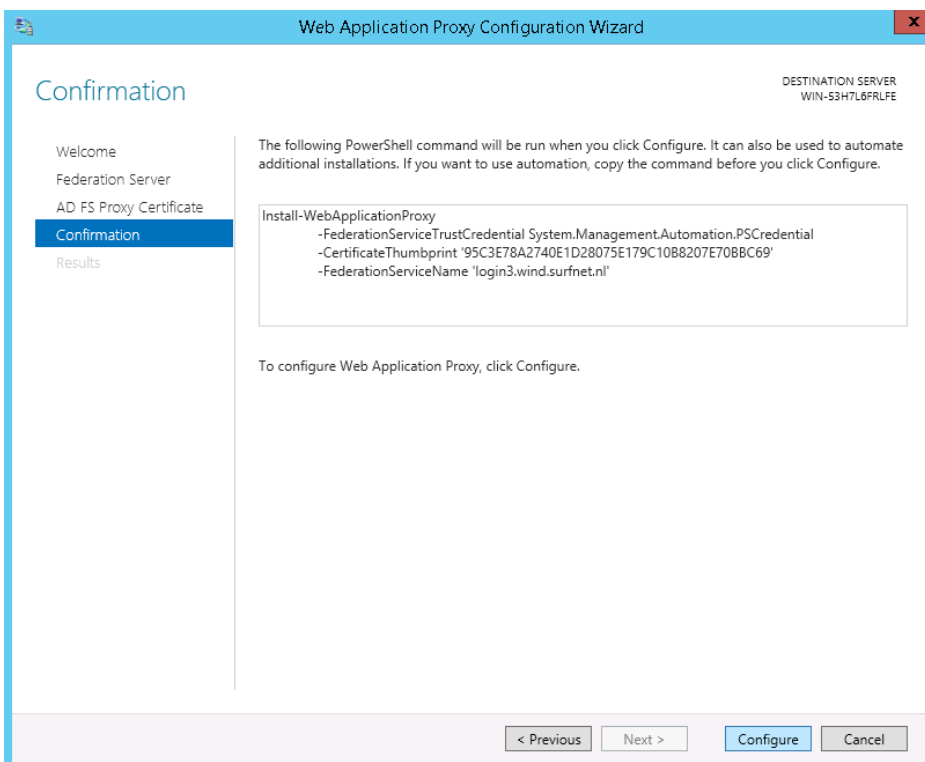 Web Application Proxy Configuration Wizard
x
Confirmation
DESTINATION SERVER
WIN-53H7L6FRLFE
Welcome
Federation Server
AD FS Proxy Certificate
Confirmation
Results
The following PowerShell command will be run when you click Configure. It can also be used to automate
additional installations. If you want to use automation, copy the command before you click Configure.
Install-WebApplicationProxy
-FederationServiceTrustCredential System.Management.Automation.PSCredential
-CertificateThumbprint '95C3E78A2740E1D28075E179C10B8207E70BBC69'
-FederationServiceName 'login3.wind.surfnet.nl'
To configure Web Application Proxy, click Configure.
< Previous
Next >
Configure
Cancel